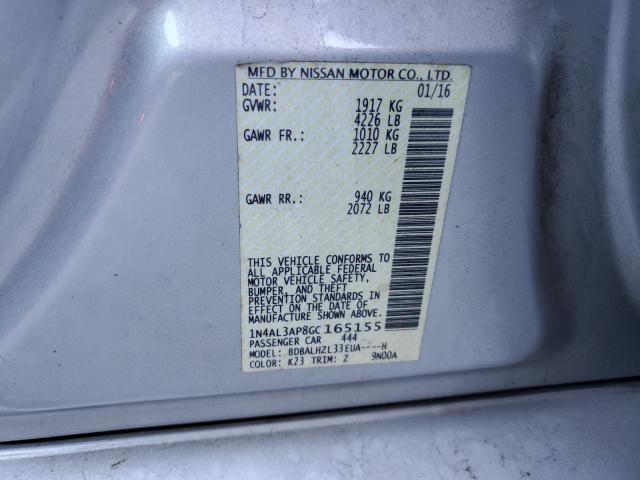 MFD BY NISSAN MOTOR CO., LTD.
DATE: 01/16
GVWR: 1917 KG
4226 LB
GAWR FR.: 1010 KG
2227 LB
GAWR RR.: 940 KG
2072 LB
THIS VEHICLE CONFORMS TO
ALL APPLICABLE FEDERAL
MOTOR VEHICLE SAFETY,
BUMPER, AND THEFT
PREVENTION STANDARDS IN
EFFECT ON THE DATE OF
MANUFACTURE SHOWN ABOVE.
1N4AL3AP8GC165155
PASSENGER CAR 444
MODEL: BDBALHZL33EUA----H
COLOR: K23 TRIM: Z 9N00A